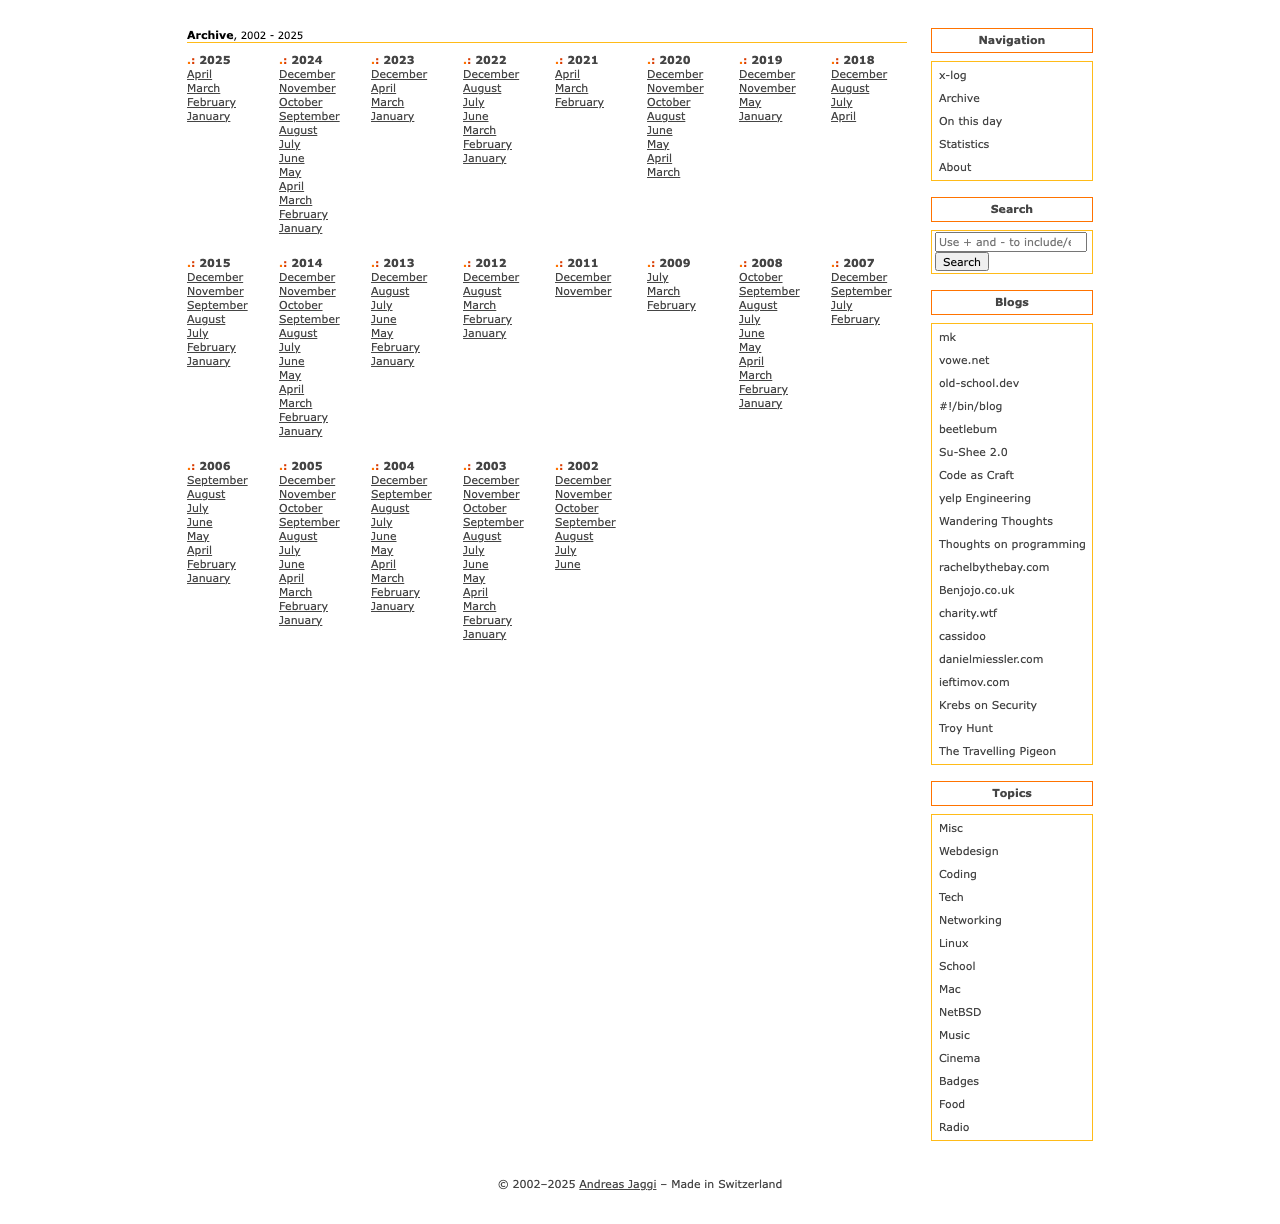 Archive, 2002 - 2025
.: 2025
April
March
February
January
.: 2024
December
November
October
September
August
July
June
May
April
March
February
January
.: 2023
December
April
March
January
.: 2022
December
August
July
June
March
February
January
.: 2021
April
March
February
.: 2020
December
November
October
August
June
May
April
March
.: 2019
December
November
May
January
.: 2018
December
August
July
April
.: 2015
December
November
September
August
July
February
January
.: 2014
December
November
October
September
August
July
June
May
April
March
February
January
.: 2013
December
August
July
June
May
February
January
.: 2012
December
August
March
February
January
.: 2011
December
November
.: 2009
July
March
February
.: 2008
October
September
August
July
June
May
April
March
February
January
.: 2007
December
September
July
February
.: 2006
September
August
July
June
May
April
February
January
.: 2005
December
November
October
September
August
July
June
April
March
February
January
.: 2004
December
September
August
July
June
May
April
March
February
January
.: 2003
December
November
October
September
August
July
June
May
April
March
February
January
.: 2002
December
November
October
September
August
July
June
Navigation
x-log
Archive
On this day
Statistics
About
Search
Use + and - to include/e
Search
Blogs
mk
vowe.net
old-school.dev
#!/bin/blog
beetlebum
Su-Shee 2.0
Code as Craft
yelp Engineering
Wandering Thoughts
Thoughts on programming
rachelbythebay.com
Benjojo.co.uk
charity.wtf
cassidoo
danielmiessler.com
ieftimov.com
Krebs on Security
Troy Hunt
The Travelling Pigeon
Topics
Misc
Webdesign
Coding
Tech
Networking
Linux
School
Mac
NetBSD
Music
Cinema
Badges
Food
Radio
© 2002–2025 Andreas Jaggi – Made in Switzerland